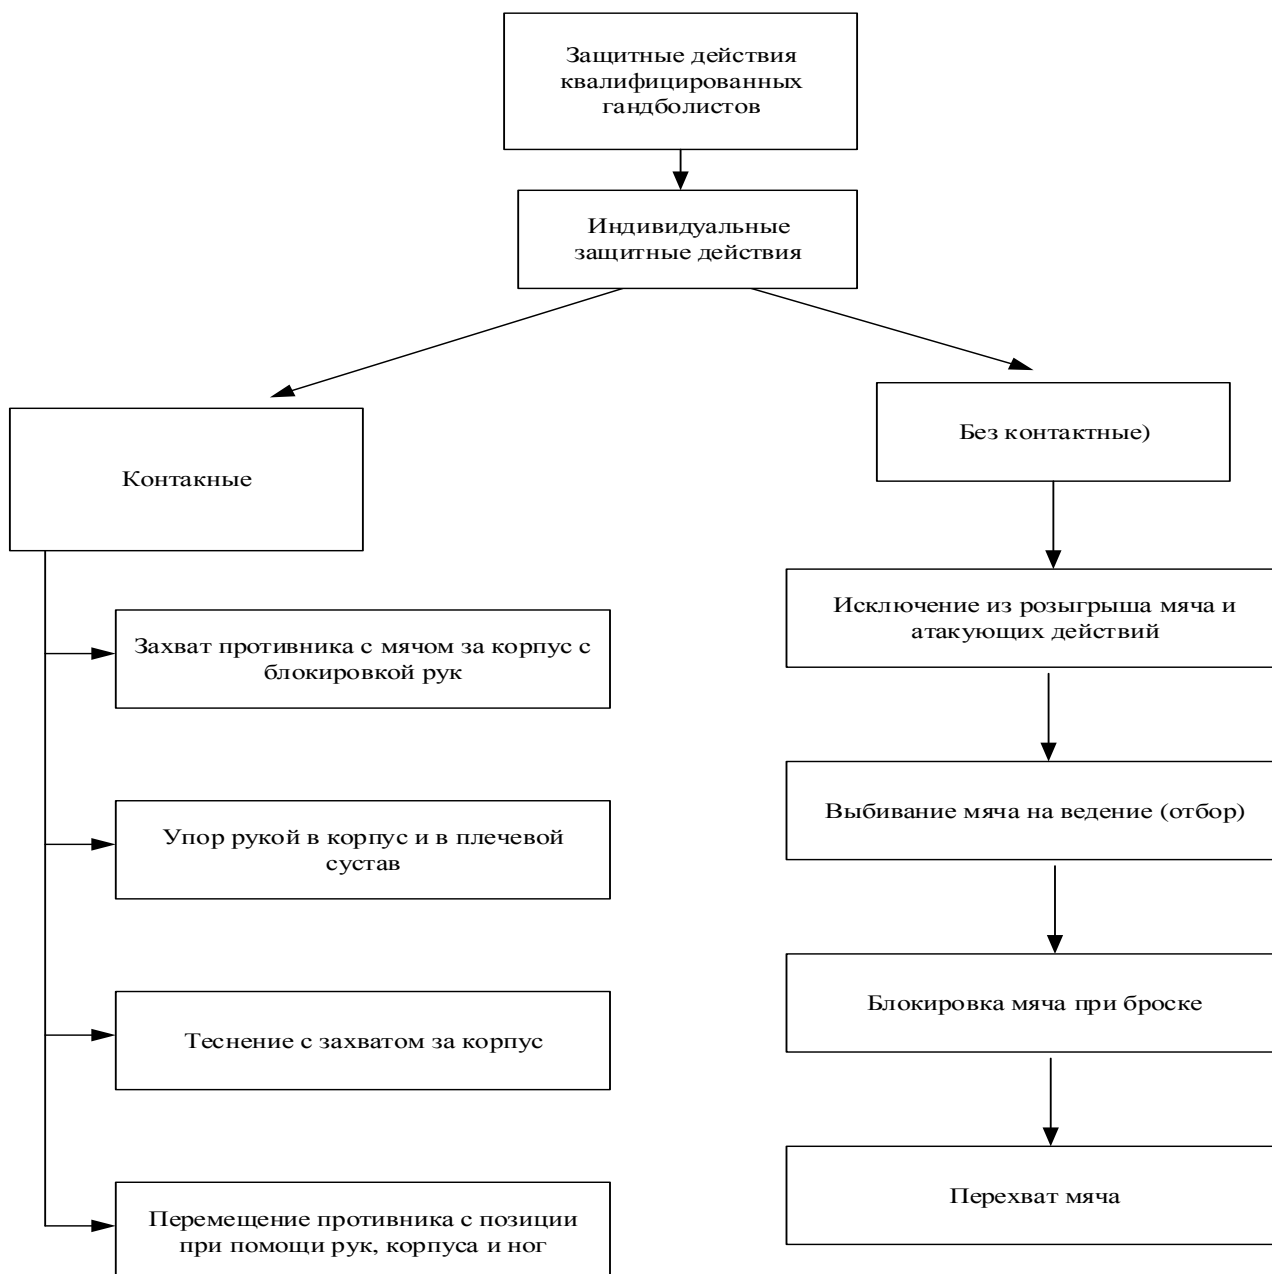 Защитные действия
квалифицированных
гандболистов
Индивидуальные
защитные действия
Контакные
Без контактные)
Захват противника с мячом за корпус с
блокировкой рук
Упор рукой в корпус и в плечевой
сустав
Теснение с захватом за корпус
Перемещение противника с позиции
при помощи рук, корпуса и ног
Исключение из розыгрыша мяча и
атакующих действий
Выбивание мяча на ведение (отбор)
Блокировка мяча при броске
Перехват мяча